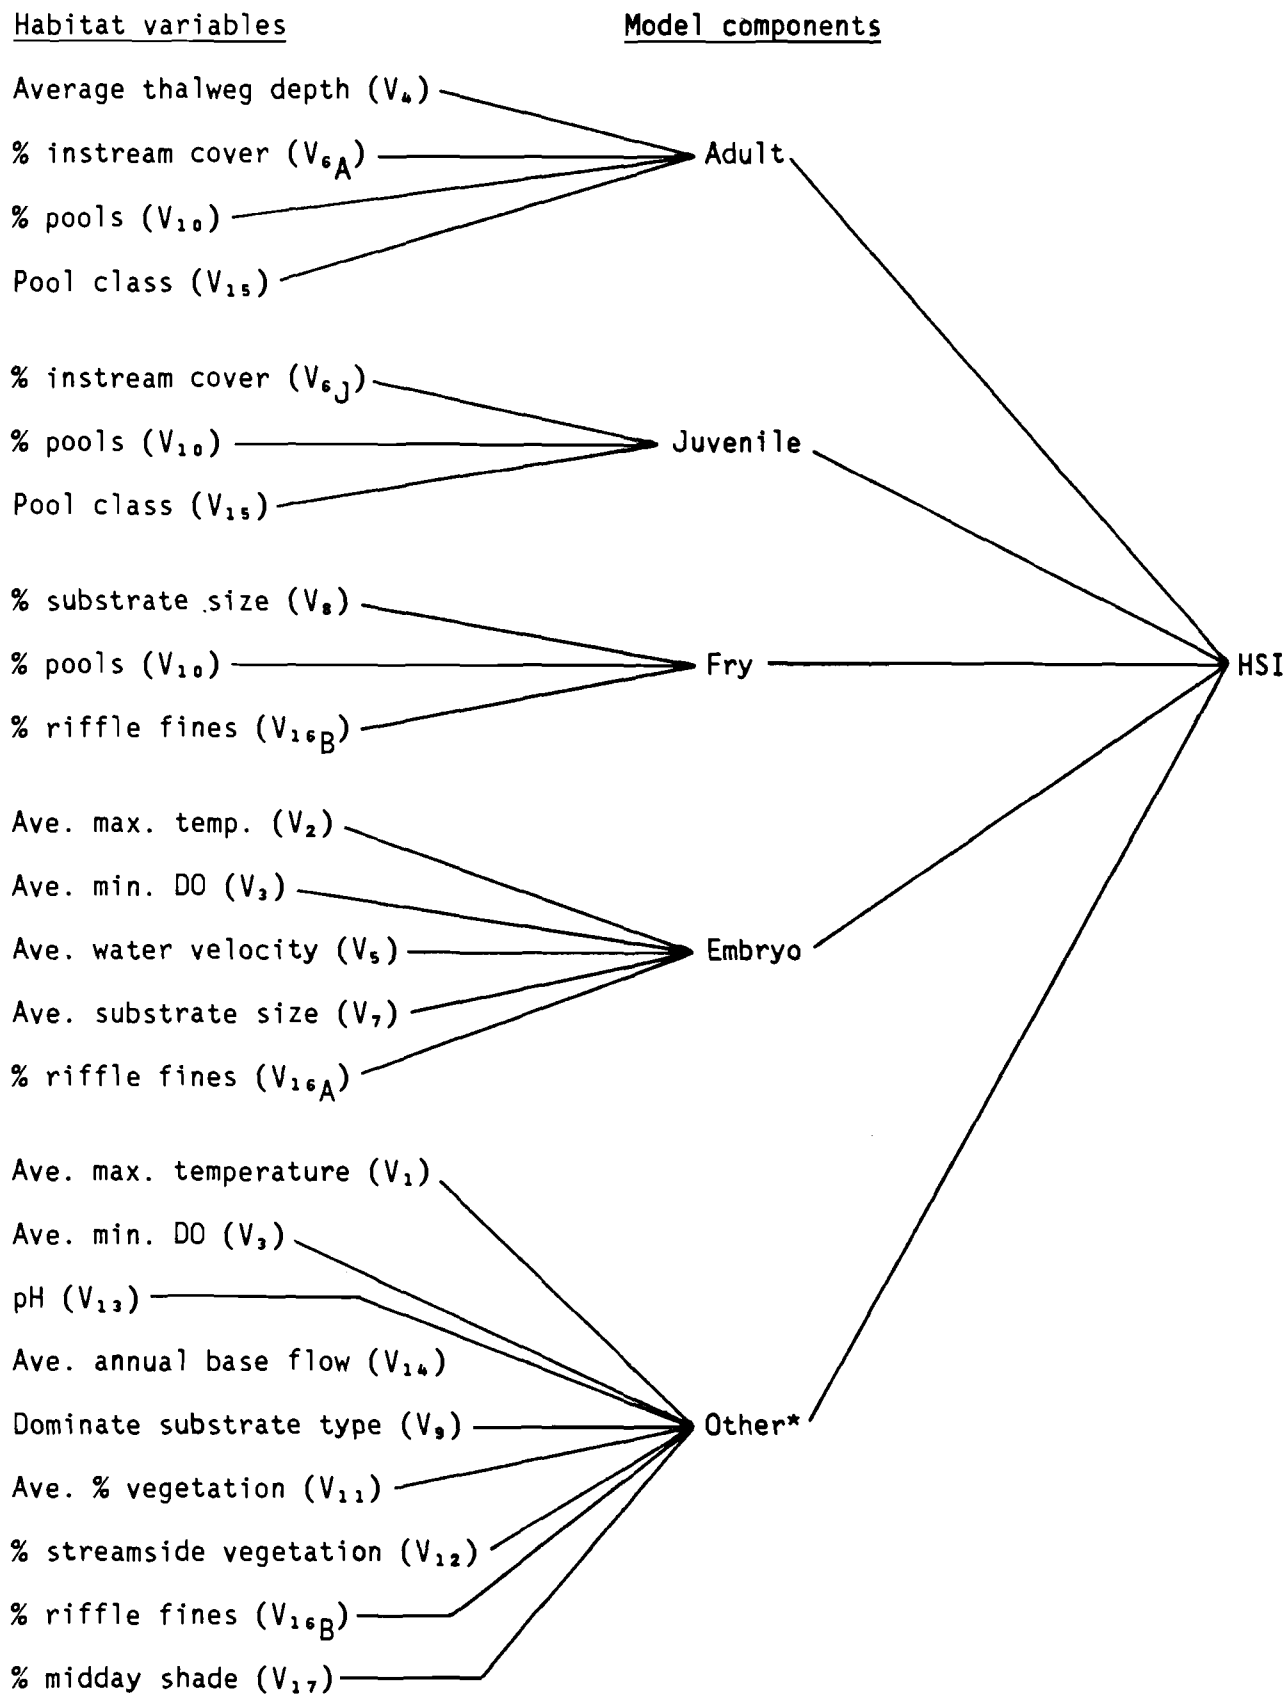 Habitat variables Model components
Average thalweg depth (V₄)
% instream cover (V₆A) Adult
% pools (V₁₀)
Pool class (V₁₅)
% instream cover (V₆J)
% pools (V₁₀) Juvenile
Pool class (V₁₅)
% substrate size (V₈)
% pools (V₁₀) Fry HSI
% riffle fines (V₁₆B)
Ave. max. temp. (V₂)
Ave. min. DO (V₃)
Ave. water velocity (V₅) Embryo
Ave. substrate size (V₇)
% riffle fines (V₁₆A)
Ave. max. temperature (V₁)
Ave. min. DO (V₃)
pH (V₁₃)
Ave. annual base flow (V₁₄)
Dominate substrate type (V₉) Other*
Ave. % vegetation (V₁₁)
% streamside vegetation (V₁₂)
% riffle fines (V₁₆B)
% midday shade (V₁₇)